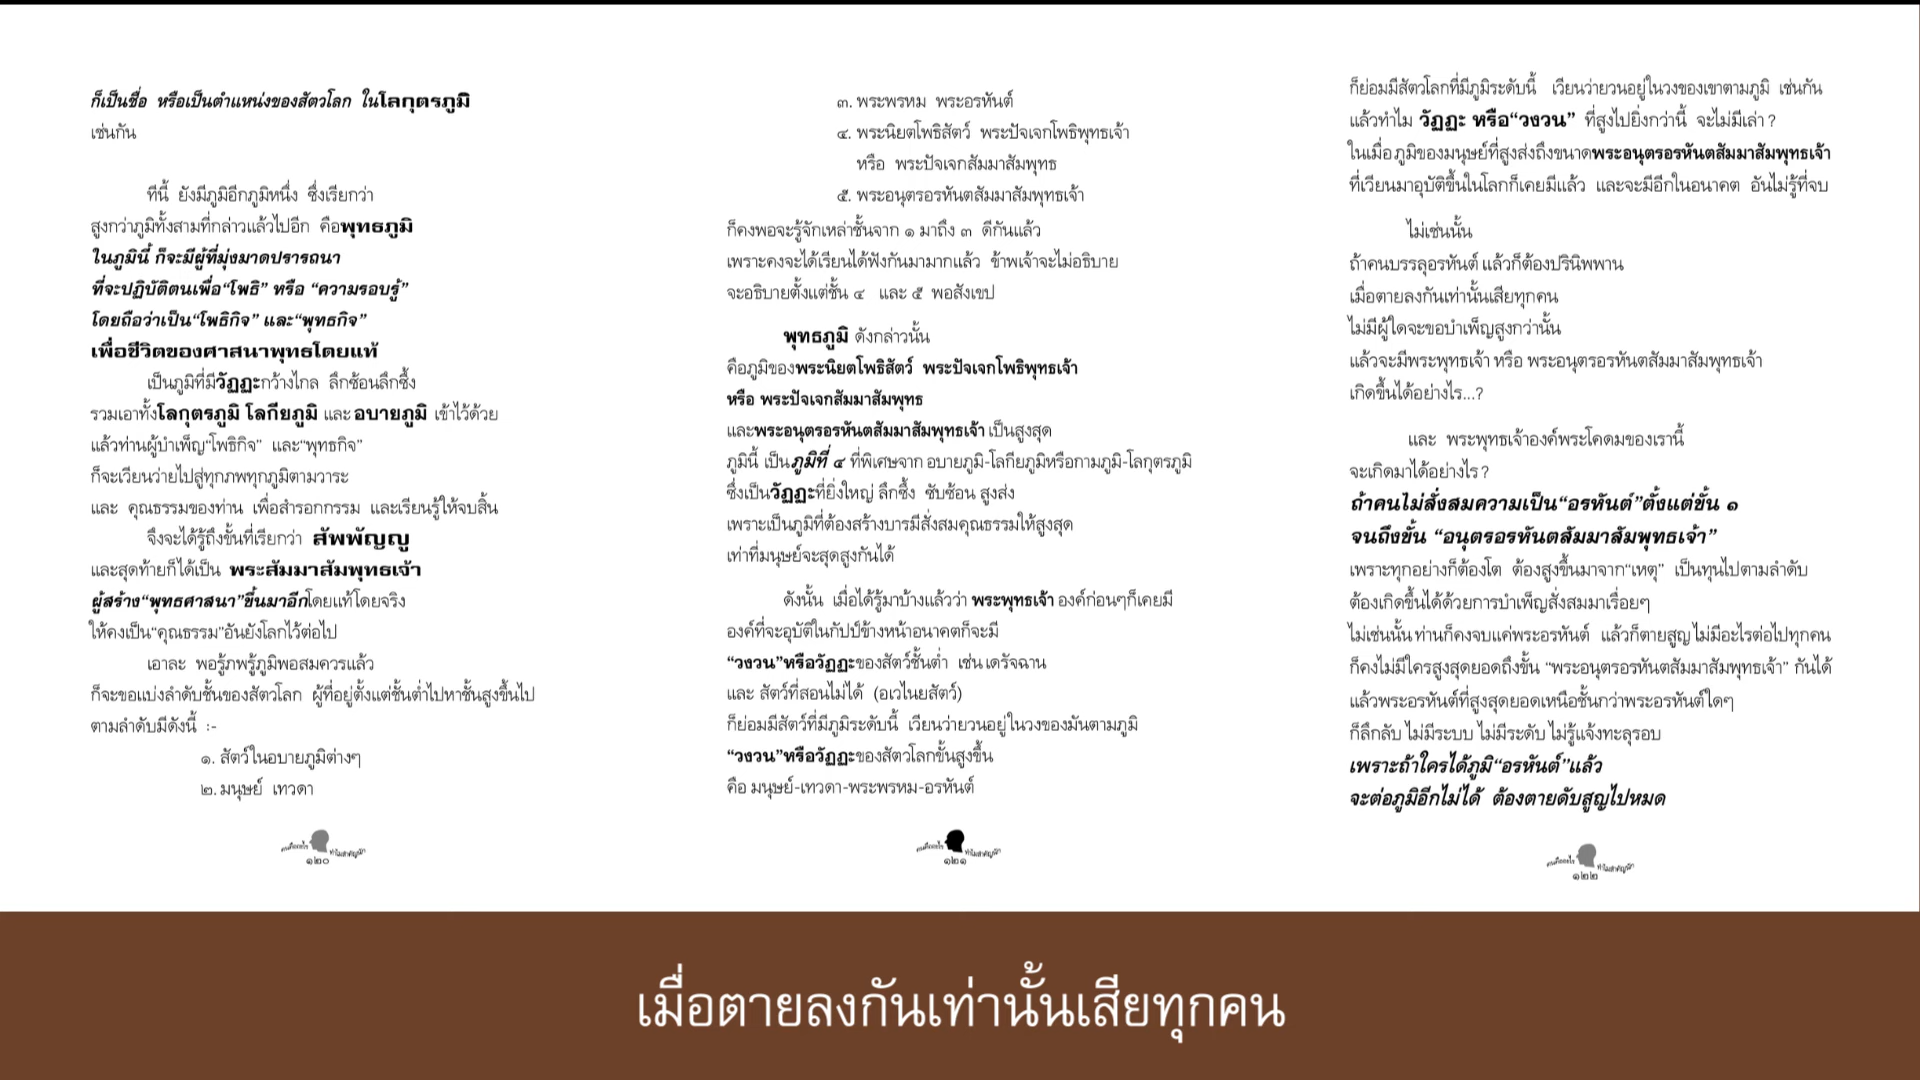 ก็เป็นชื่อ หรือเป็นตำแหน่งของสัตวโลก ในโลกุตรภูมิ
เช่นกัน
ทีนี้ ยังมีภูมิอีกภูมิหนึ่ง ซึ่งเรียกว่า
สูงกว่าภูมิทั้งสามที่กล่าวแล้วไปอีก คือพุทธภูมิ
ในภูมินี้ ก็จะมีผู้ที่มุ่งมาดปรารถนา
ที่จะปฏิบัติตนเพื่อ“โพธิ” หรือ “ความรอบรู้”
โดยถือว่าเป็น“โพธิกิจ” และ“พุทธกิจ”
เพื่อชีวิตของศาสนาพุทธโดยแท้
เป็นภูมิที่มีวัฏฏะกว้างไกล ลึกซ้อนลึกซึ้ง
รวมเอาทั้งโลกุตรภูมิ โลกียภูมิ และ อบายภูมิ เข้าไว้ด้วย
แล้วท่านผู้บำเพ็ญ“โพธิกิจ” และ“พุทธกิจ”
ก็จะเวียนว่ายไปสู่ทุกภพทุกภูมิตามวาระ
และ คุณธรรมของท่าน เพื่อสำรอกกรรม และเรียนรู้ให้จบสิ้น
จึงจะได้รู้ถึงขั้นที่เรียกว่า สัพพัญญู
และสุดท้ายก็ได้เป็น พระสัมมาสัมพุทธเจ้า
ผู้สร้าง“พุทธศาสนา”ขึ้นมาอีกโดยแท้โดยจริง
ให้คงเป็น“คุณธรรม”อันยังโลกไว้ต่อไป
เอาละ พอรู้ภพรู้ภูมิพอสมควรแล้ว
ก็จะขอแบ่งลำดับชั้นของสัตวโลก ผู้ที่อยู่ตั้งแต่ชั้นต่ำไปหาชั้นสูงขึ้นไป
ตามลำดับมีดังนี้ :-
๑. สัตว์ในอบายภูมิต่างๆ
๒. มนุษย์ เทวดา
๑๒๐
๓. พระพรหม พระอรหันต์
๔. พระนิยตโพธิสัตว์ พระปัจเจกโพธิพุทธเจ้า
หรือ พระปัจเจกสัมมาสัมพุทธ
๕. พระอนุตรอรหันตสัมมาสัมพุทธเจ้า
ก็คงพอจะรู้จักเหล่าชั้นจาก ๑ มาถึง ๓ ดีกันแล้ว
เพราะคงจะได้เรียนได้ฟังกันมามากแล้ว ข้าพเจ้าจะไม่อธิบาย
จะอธิบายตั้งแต่ชั้น ๔ และ ๕ พอสังเขป
พุทธภูมิ ดังกล่าวนั้น
คือภูมิของพระนิยตโพธิสัตว์ พระปัจเจกโพธิพุทธเจ้า
หรือ พระปัจเจกสัมมาสัมพุทธ
และพระอนุตรอรหันตสัมมาสัมพุทธเจ้า เป็นสูงสุด
ภูมินี้ เป็นภูมิที่ ๔ ที่พิเศษจาก อบายภูมิ-โลกียภูมิหรือกามภูมิ-โลกุตรภูมิ
ซึ่งเป็นวัฏฏะที่ยิ่งใหญ่ ลึกซึ้ง ซับซ้อน สูงส่ง
เพราะเป็นภูมิที่ต้องสร้างบารมีสั่งสมคุณธรรมให้สูงสุด
เท่าที่มนุษย์จะสุดสูงกันได้
ดังนั้น เมื่อได้รู้มาบ้างแล้วว่า พระพุทธเจ้า องค์ก่อนๆก็เคยมี
องค์ที่จะอุบัติในกัปป์ข้างหน้าอนาคตก็จะมี
“วงวน”หรือวัฏฏะของสัตว์ชั้นต่ำ เช่น เดรัจฉาน
และ สัตว์ที่สอนไม่ได้ (อเวไนยสัตว์)
ก็ย่อมมีสัตว์ที่มีภูมิระดับนี้ เวียนว่ายวนอยู่ในวงของมันตามภูมิ
“วงวน”หรือวัฏฏะของสัตวโลกขั้นสูงขึ้น
คือ มนุษย์-เทวดา-พระพรหม-อรหันต์
๑๒๑
ก็ย่อมมีสัตวโลกที่มีภูมิระดับนี้ เวียนว่ายวนอยู่ในวงของเขาตามภูมิ เช่นกัน
แล้วทำไม วัฏฏะ หรือ“วงวน” ที่สูงไปยิ่งกว่านี้ จะไม่มีเล่า ?
ในเมื่อ ภูมิของมนุษย์ที่สูงส่งถึงขนาดพระอนุตรอรหันตสัมมาสัมพุทธเจ้า
ที่เวียนมาอุบัติขึ้นในโลกก็เคยมีแล้ว และจะมีอีกในอนาคต อันไม่รู้ที่จบ
ไม่เช่นนั้น
ถ้าคนบรรลุอรหันต์ แล้วก็ต้องปรินิพพาน
เมื่อตายลงกันเท่านั้นเสียทุกคน
ไม่มีผู้ใดจะขอบำเพ็ญสูงกว่านั้น
แล้วจะมีพระพุทธเจ้า หรือ พระอนุตรอรหันตสัมมาสัมพุทธเจ้า
เกิดขึ้นได้อย่างไร...?
และ พระพุทธเจ้าองค์พระโคดมของเรานี้
จะเกิดมาได้อย่างไร ?
ถ้าคนไม่สั่งสมความเป็น“อรหันต์”ตั้งแต่ขั้น ๑
จนถึงขั้น “อนุตรอรหันตสัมมาสัมพุทธเจ้า”
เพราะทุกอย่างก็ต้องโต ต้องสูงขึ้นมาจาก“เหตุ” เป็นทุนไปตามลำดับ
ต้องเกิดขึ้นได้ด้วยการบำเพ็ญสั่งสมมาเรื่อยๆ
ไม่เช่นนั้น ท่านก็คงจบแค่พระอรหันต์ แล้วก็ตายสูญ ไม่มีอะไรต่อไปทุกคน
ก็คงไม่มีใครสูงสุดยอดถึงขั้น “พระอนุตรอรหันตสัมมาสัมพุทธเจ้า” กันได้
แล้วพระอรหันต์ที่สูงสุดยอดเหนือชั้นกว่าพระอรหันต์ใดๆ
ก็ลึกลับ ไม่มีระบบ ไม่มีระดับ ไม่รู้แจ้งทะลุรอบ
เพราะถ้าใครได้ภูมิ“อรหันต์”แล้ว
จะต่อภูมิอีกไม่ได้ ต้องตายดับสูญไปหมด
๑๒๒
เมื่อตายลงกันเท่านั้นเสียทุกคน